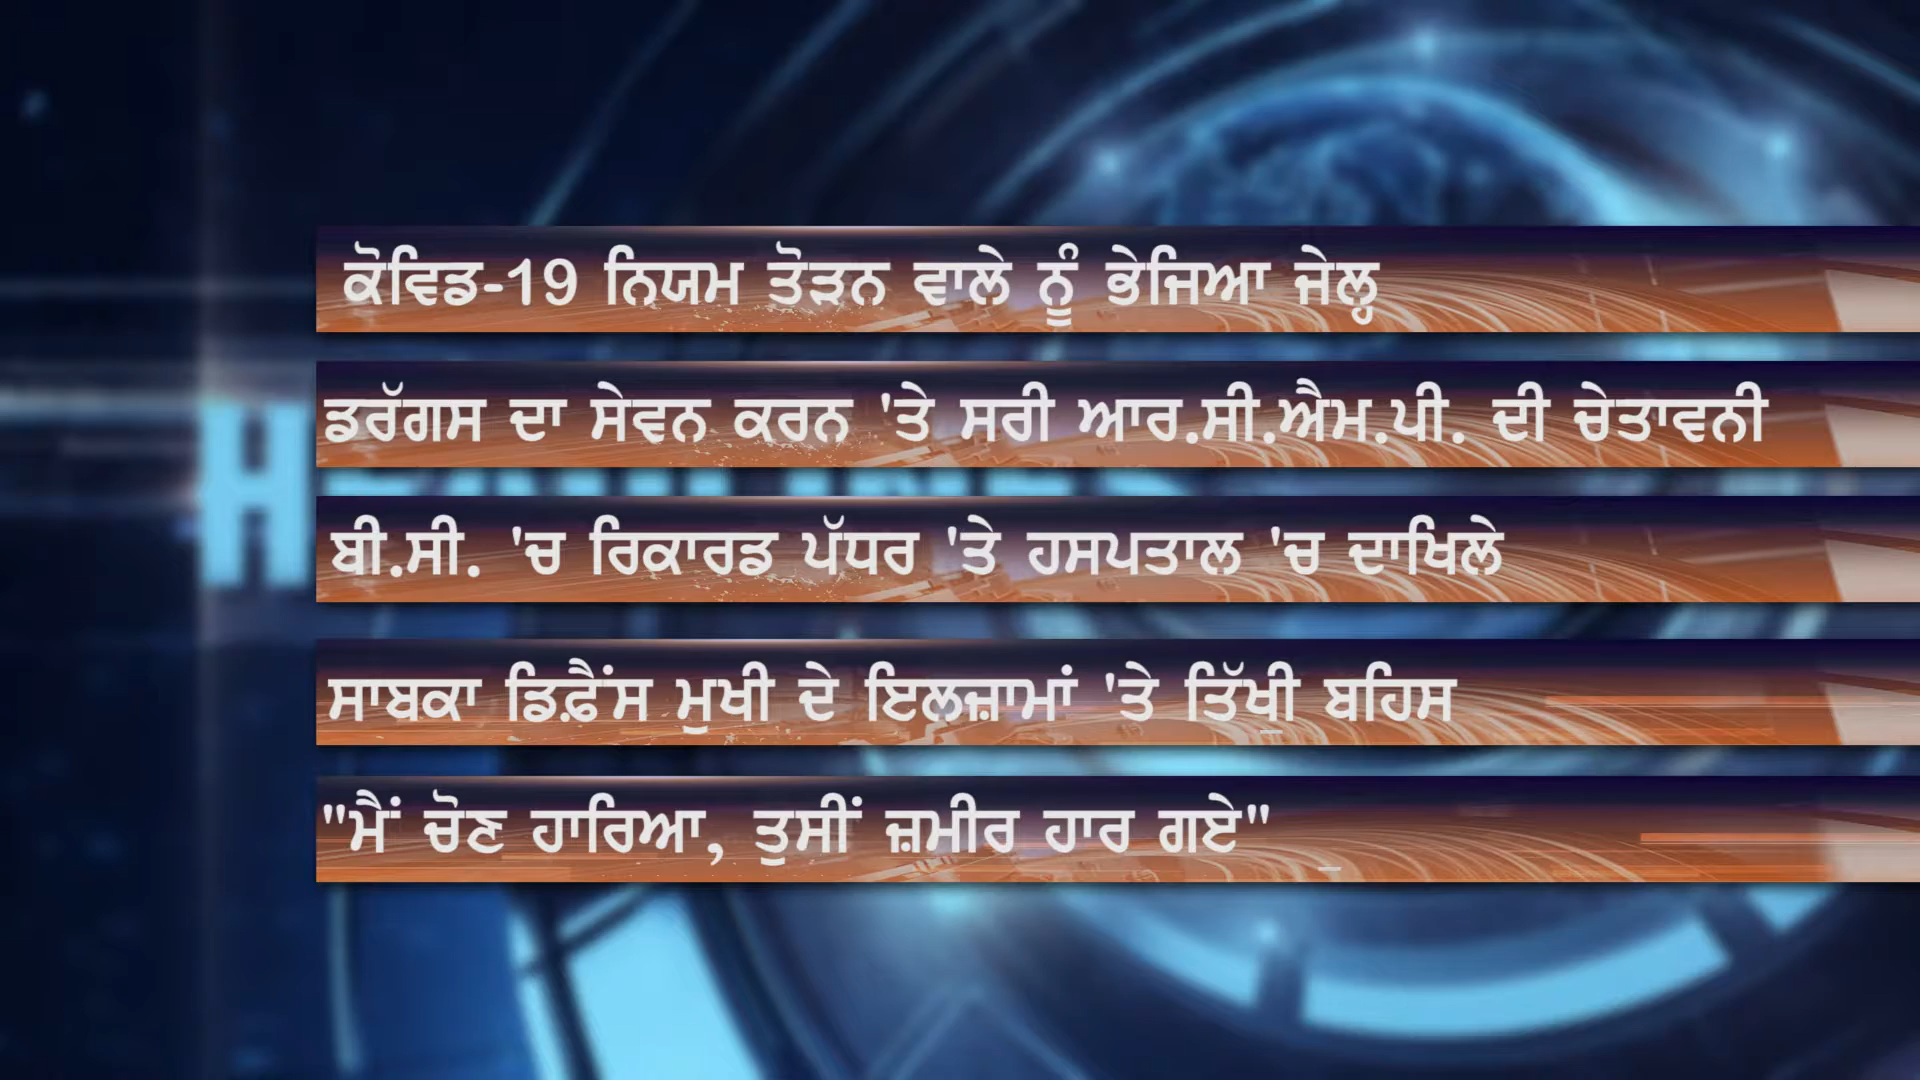 ਕੋਵਿਡ-19 ਨਿਯਮ ਤੋੜਨ ਵਾਲੇ ਨੂੰ ਭੇਜਿਆ ਜੇਲ੍ਹ
ਡਰੱਗਸ ਦਾ ਸੇਵਨ ਕਰਨ 'ਤੇ ਸਰੀ ਆਰ.ਸੀ.ਐਮ.ਪੀ. ਦੀ ਚੇਤਾਵਨੀ
ਬੀ.ਸੀ. 'ਚ ਰਿਕਾਰਡ ਪੱਧਰ 'ਤੇ ਹਸਪਤਾਲ 'ਚ ਦਾਖਿਲੇ
ਸਾਬਕਾ ਡਿਫ਼ੈਂਸ ਮੁਖੀ ਦੇ ਇਲਜ਼ਾਮਾਂ 'ਤੇ ਤਿੱਖੀ ਬਹਿਸ
"ਮੈਂ ਚੋਣ ਹਾਰਿਆ, ਤੁਸੀਂ ਜ਼ਮੀਰ ਹਾਰ ਗਏ"